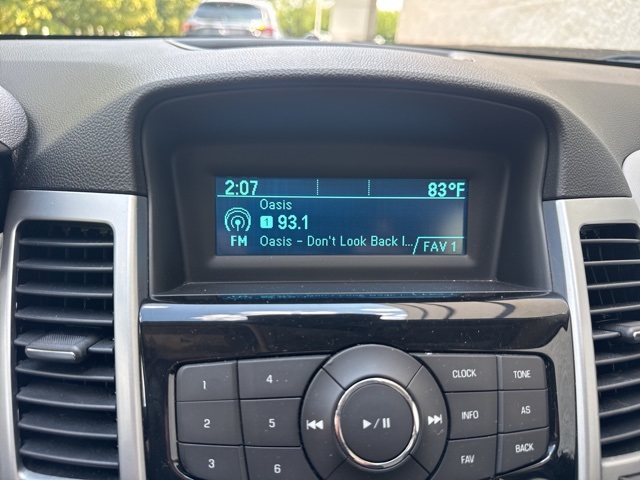 2:07 83°F
Oasis
1 93.1
FM Oasis - Don't Look Back I... FAV 1
1 4 CLOCK TONE
2 5 INFO AS
3 6 FAV BACK